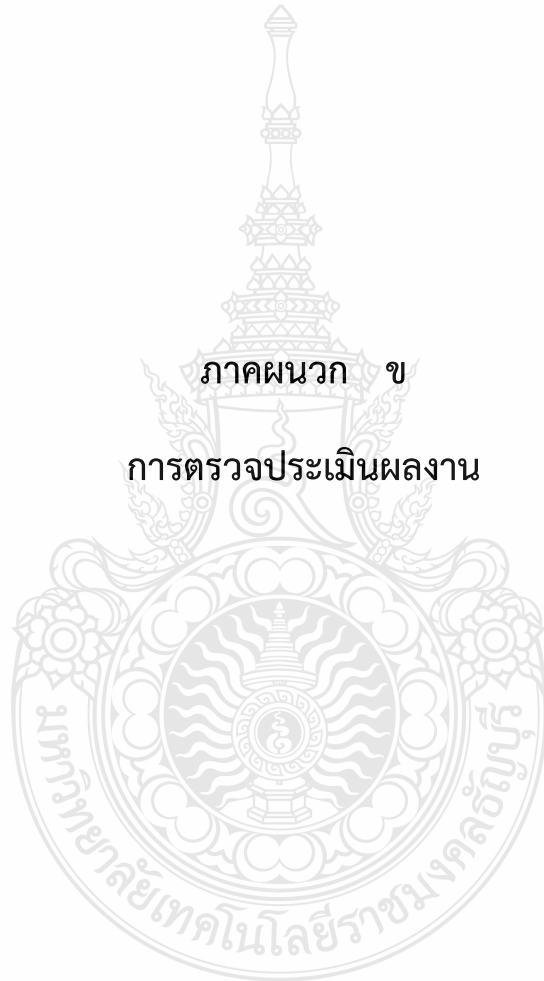 ภาคผนวก ข
การตรวจประเมินผลงาน
มหาวิทยาลัยเทคโนโลยีราชมงคลธัญบุรี